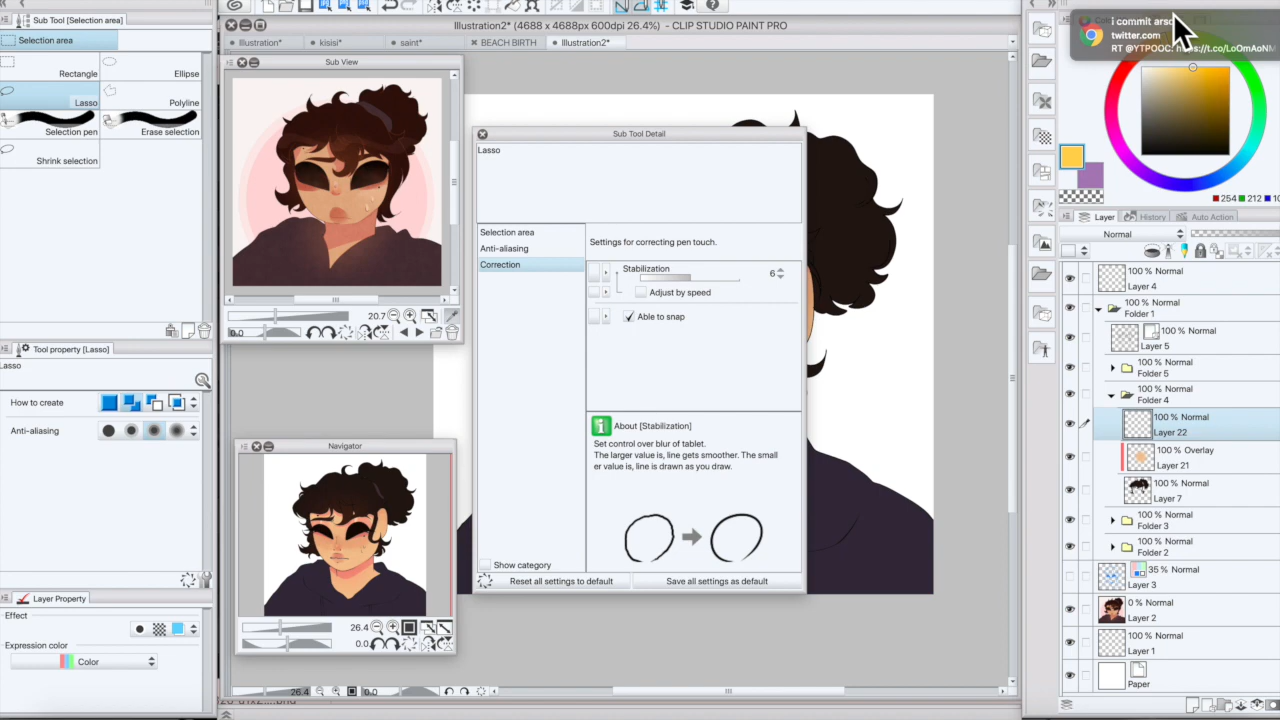 Sub Tool [Selection area]
Selection area
Rectangle
Ellipse
Lasso
Polyline
Selection pen
Erase selection
Shrink selection
Tool property [Lasso]
Lasso
How to create
Anti-aliasing
Layer Property
Effect
Expression color
Color
Illustration2* (4688 x 4688px 600dpi 26.4%) - CLIP STUDIO PAINT PRO
Illustration*
kisisi*
saint*
BEACH BIRTH
Illustration2*
Sub View
20.7
0.0
Navigator
26.4
0.0
Sub Tool Detail
Lasso
Selection area
Anti-aliasing
Correction
Settings for correcting pen touch.
Stabilization
6
Adjust by speed
Able to snap
About [Stabilization]
Set control over blur of tablet.
The larger value is, line gets smoother. The small
er value is, line is drawn as you draw.
Show category
Reset all settings to default
Save all settings as default
26.4
0.0
i commit
twitter.com
RT @YTPOOC:
254
212
Layer
History
Auto Action
Normal
100 % Normal
Layer 4
100 % Normal
Folder 1
100 % Normal
Layer 5
100 % Normal
Folder 5
100 % Normal
Folder 4
100 % Normal
Layer 22
100 % Overlay
Layer 21
100 % Normal
Layer 7
100 % Normal
Folder 3
100 % Normal
Folder 2
35 % Normal
Layer 3
0 % Normal
Layer 2
100 % Normal
Layer 1
Paper